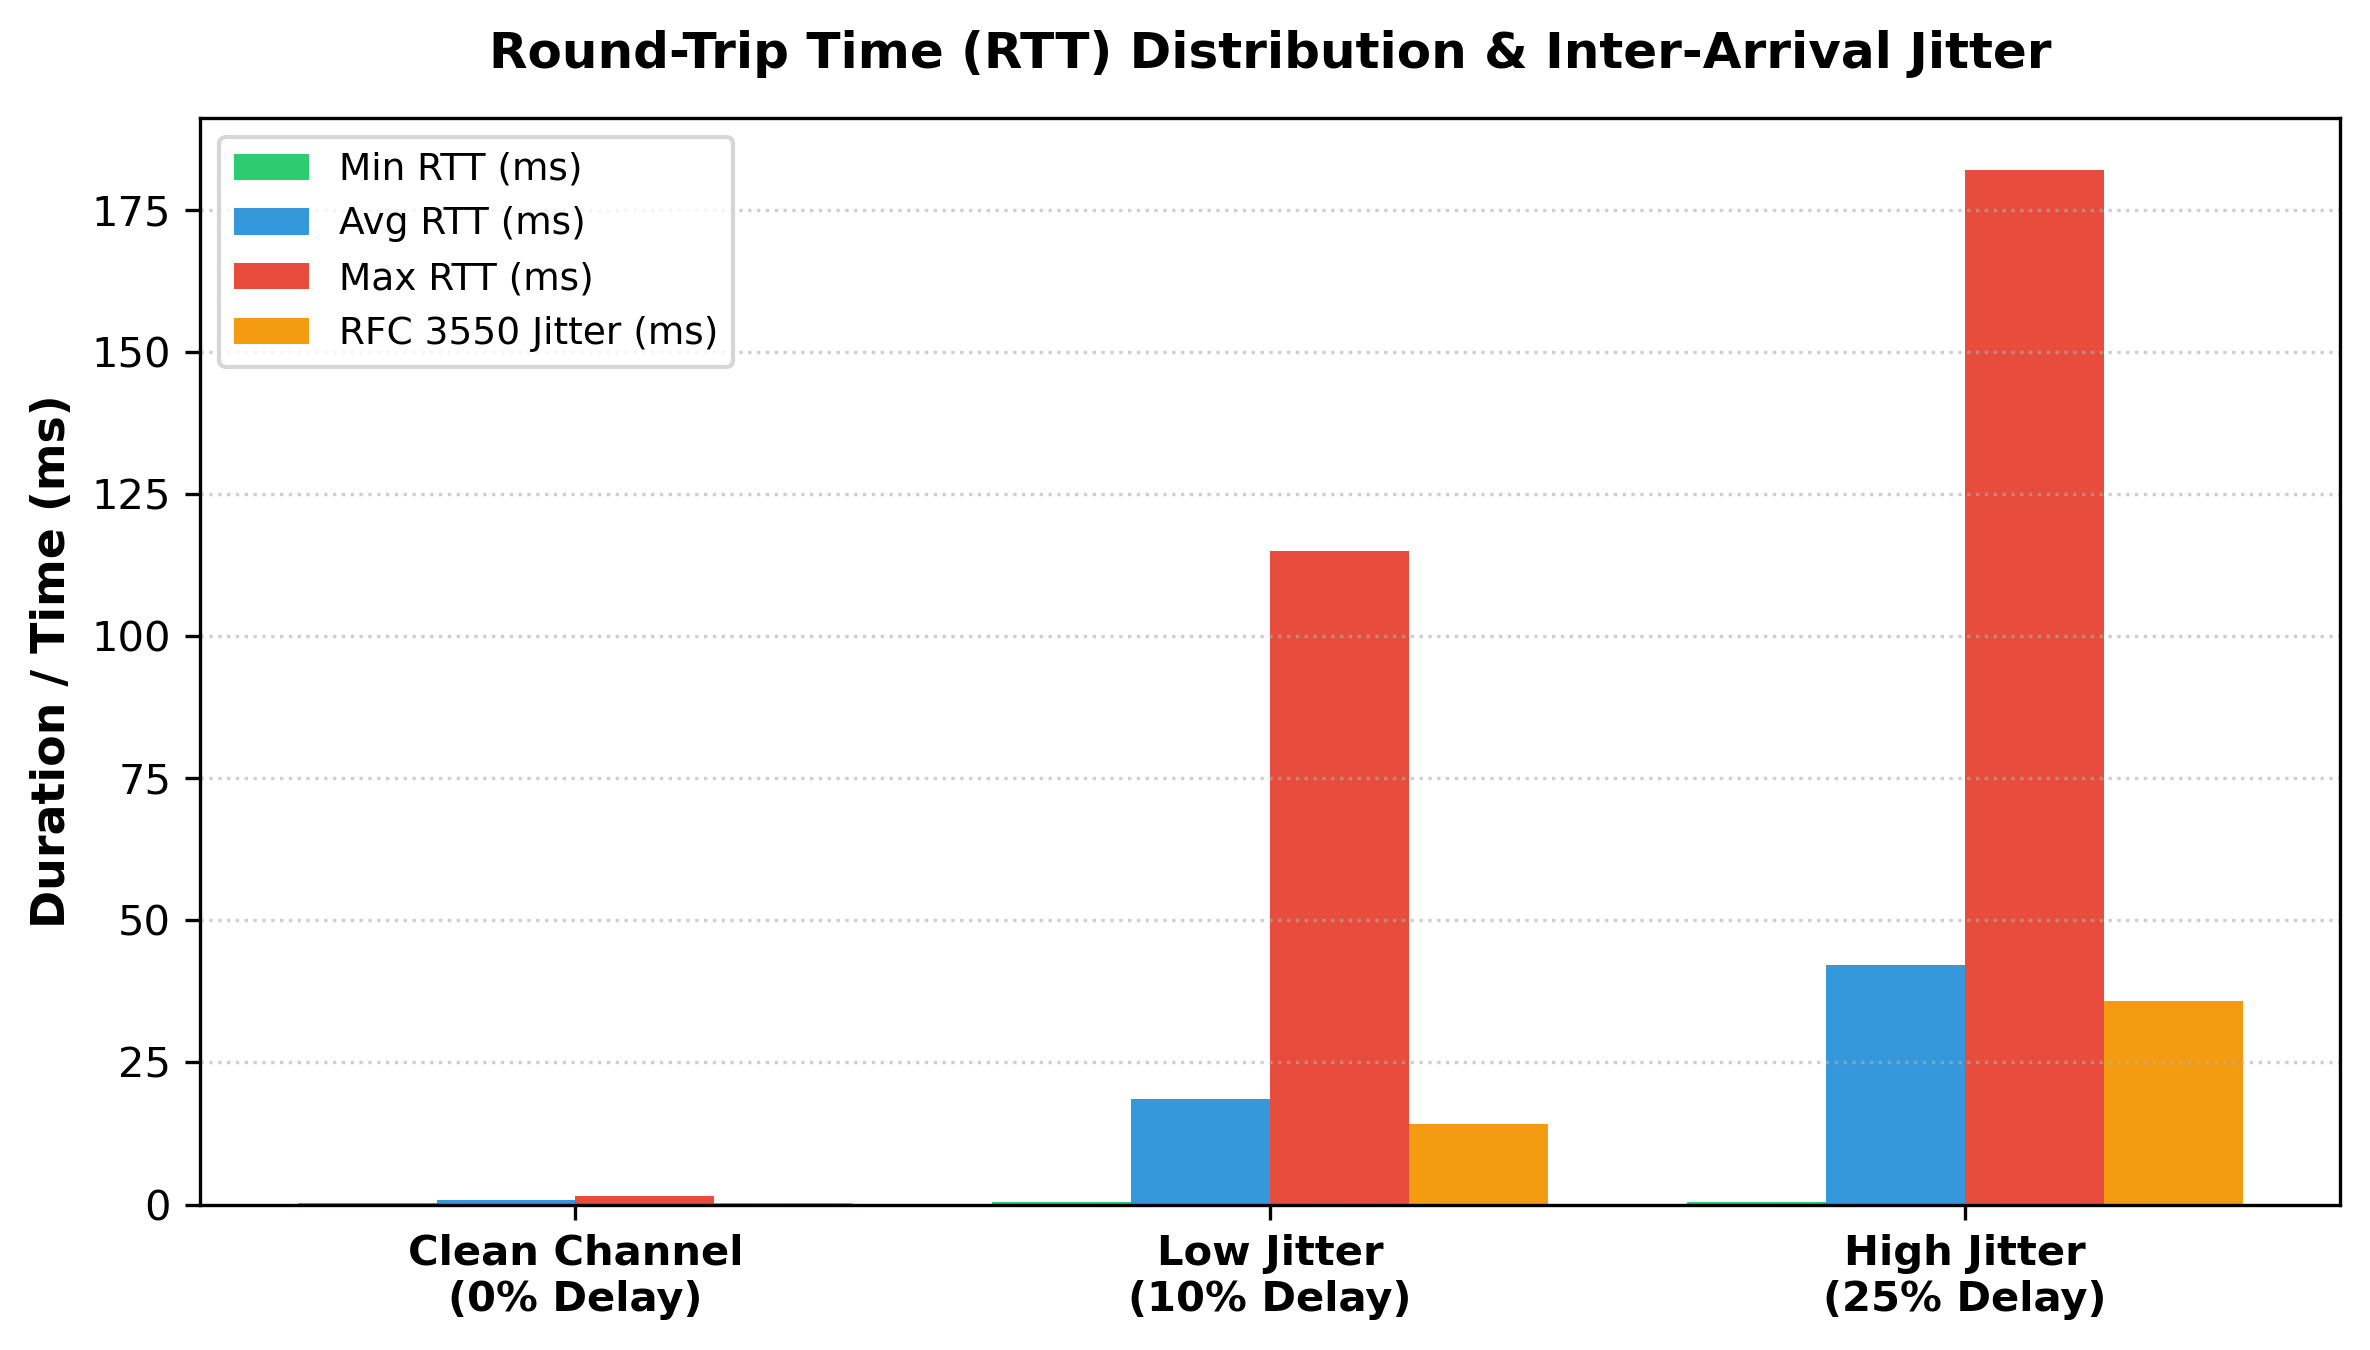 Round-Trip Time (RTT) Distribution & Inter-Arrival Jitter
Min RTT (ms)
Avg RTT (ms)
Max RTT (ms)
RFC 3550 Jitter (ms)
Duration / Time (ms)
175
150
125
100
75
50
25
0
Clean Channel
(0% Delay)
Low Jitter
(10% Delay)
High Jitter
(25% Delay)